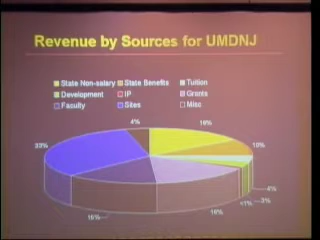 Revenue by Sources for UMDNJ
State Non-salary State Benefits Tuition
Development IP Grants
Faculty Sites Misc
4%
16%
33%
10%
4%
3%
<1%
16%